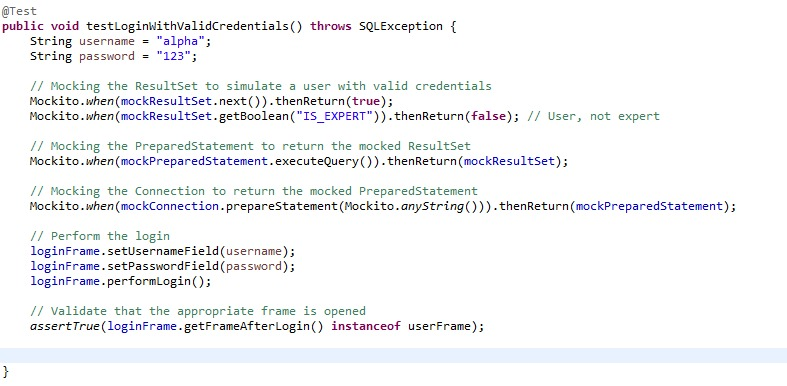 @Test
public void testLoginWithValidCredentials() throws SQLException {
    String username = "alpha";
    String password = "123";

    // Mocking the ResultSet to simulate a user with valid credentials
    Mockito.when(mockResultSet.next()).thenReturn(true);
    Mockito.when(mockResultSet.getBoolean("IS_EXPERT")).thenReturn(false); // User, not expert

    // Mocking the PreparedStatement to return the mocked ResultSet
    Mockito.when(mockPreparedStatement.executeQuery()).thenReturn(mockResultSet);

    // Mocking the Connection to return the mocked PreparedStatement
    Mockito.when(mockConnection.prepareStatement(Mockito.anyString())).thenReturn(mockPreparedStatement);

    // Perform the login
    loginFrame.setUsernameField(username);
    loginFrame.setPasswordField(password);
    loginFrame.performLogin();

    // Validate that the appropriate frame is opened
    assertTrue(loginFrame.getFrameAfterLogin() instanceof userFrame);

}